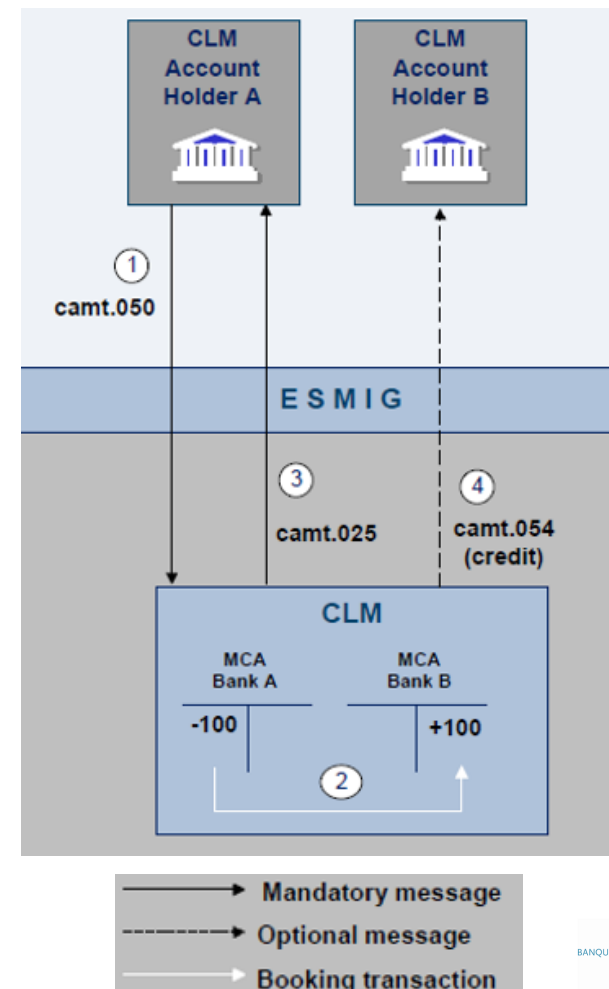 CLM
Account
Holder A
CLM
Account
Holder B
1
camt.050
E S M I G
3
camt.025
4
camt.054
(credit)
CLM
MCA
Bank A
MCA
Bank B
-100
+100
2
Mandatory message
Optional message
Booking transaction
BANQU